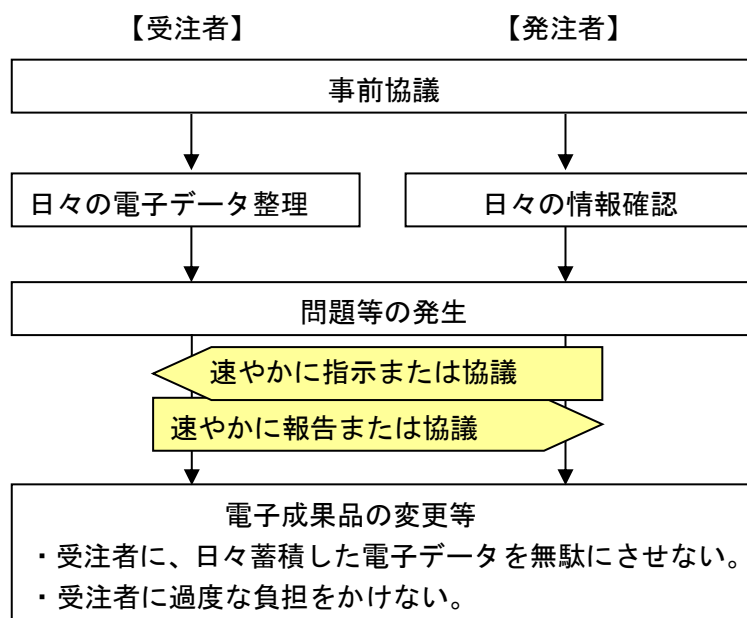 【受注者】
【発注者】
事前協議
日々の電子データ整理
日々の情報確認
問題等の発生
速やかに指示または協議
速やかに報告または協議
電子成果品の変更等
・受注者に、日々蓄積した電子データを無駄にさせない。
・受注者に過度な負担をかけない。